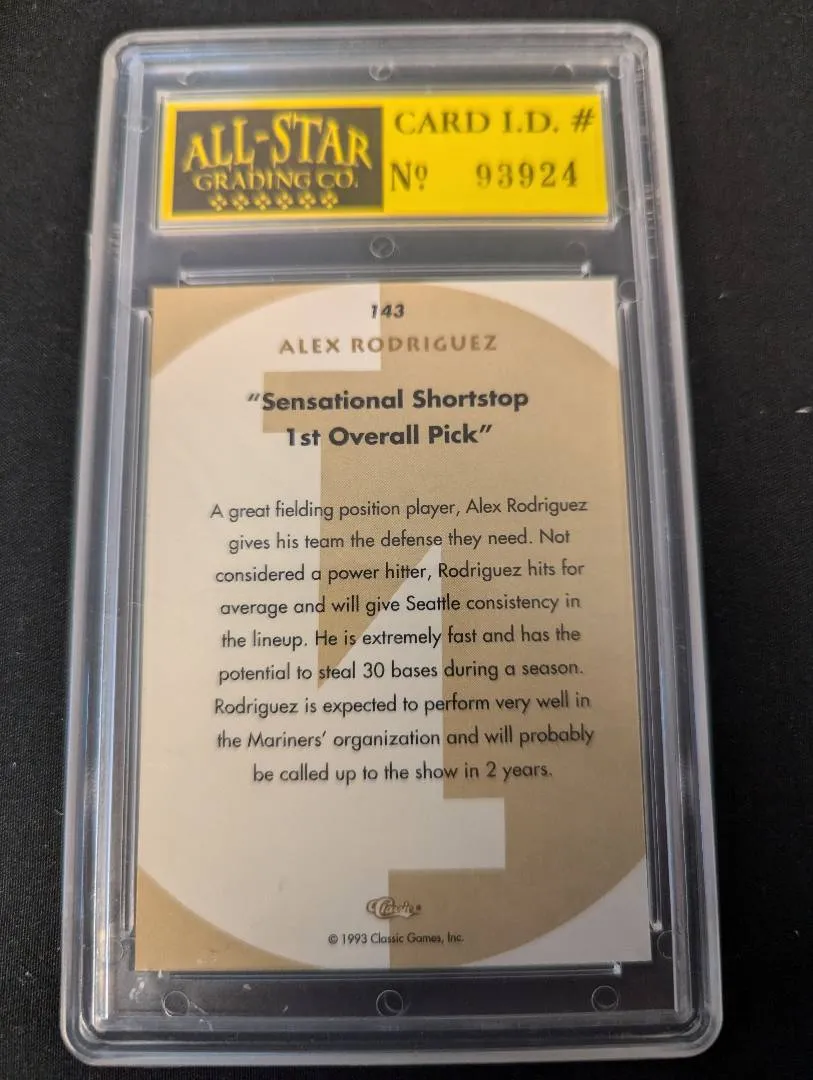 ALL-STAR
GRADING CO.
CARD I.D. #
Nº 93924
143
ALEX RODRIGUEZ
"Sensational Shortstop
1st Overall Pick"
A great fielding position player, Alex Rodriguez
gives his team the defense they need. Not
considered a power hitter, Rodriguez hits for
average and will give Seattle consistency in
the lineup. He is extremely fast and has the
potential to steal 30 bases during a season.
Rodriguez is expected to perform very well in
the Mariners' organization and will probably
be called up to the show in 2 years.
Classic®
© 1993 Classic Games, Inc.